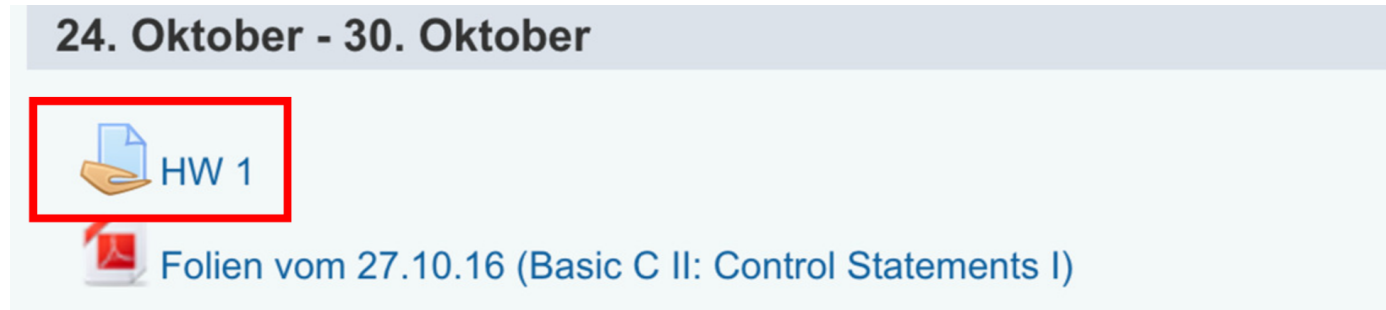 24. Oktober - 30. Oktober
HW 1
Folien vom 27.10.16 (Basic C II: Control Statements I)